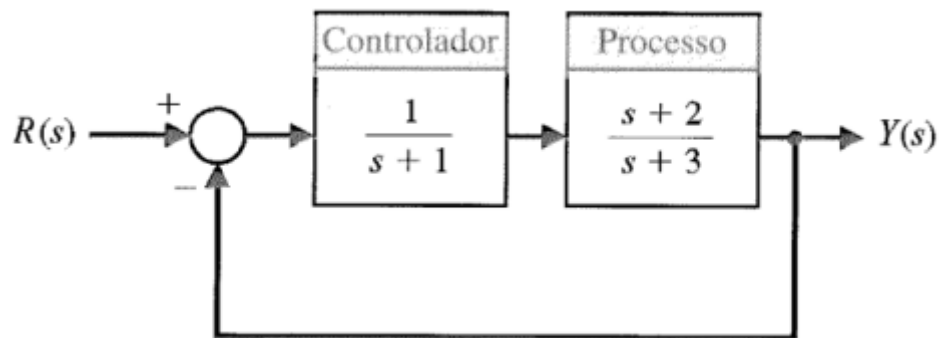 Controlador
Processo
+
R(s)
1
s + 1
s + 2
s + 3
Y(s)
−